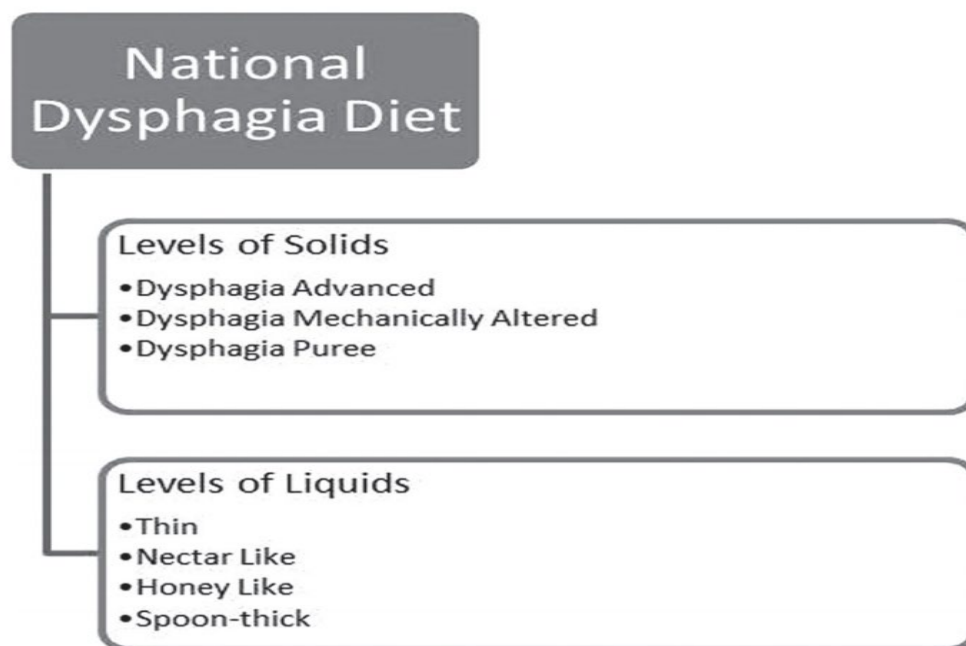 National
Dysphagia Diet
Levels of Solids
•Dysphagia Advanced
•Dysphagia Mechanically Altered
•Dysphagia Puree
Levels of Liquids
•Thin
•Nectar Like
•Honey Like
•Spoon-thick